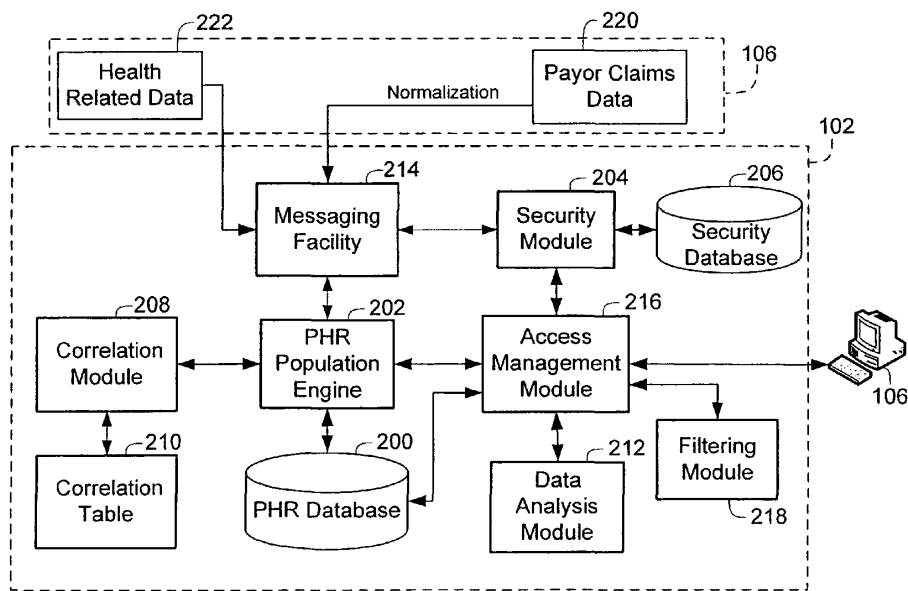 222
Health
Related Data
220
Payor Claims
Data
106
Normalization
102
214
Messaging
Facility
204
Security
Module
206
Security
Database
208
Correlation
Module
202
PHR
Population
Engine
216
Access
Management
Module
106
210
Correlation
Table
200
PHR Database
212
Data
Analysis
Module
Filtering
Module
218